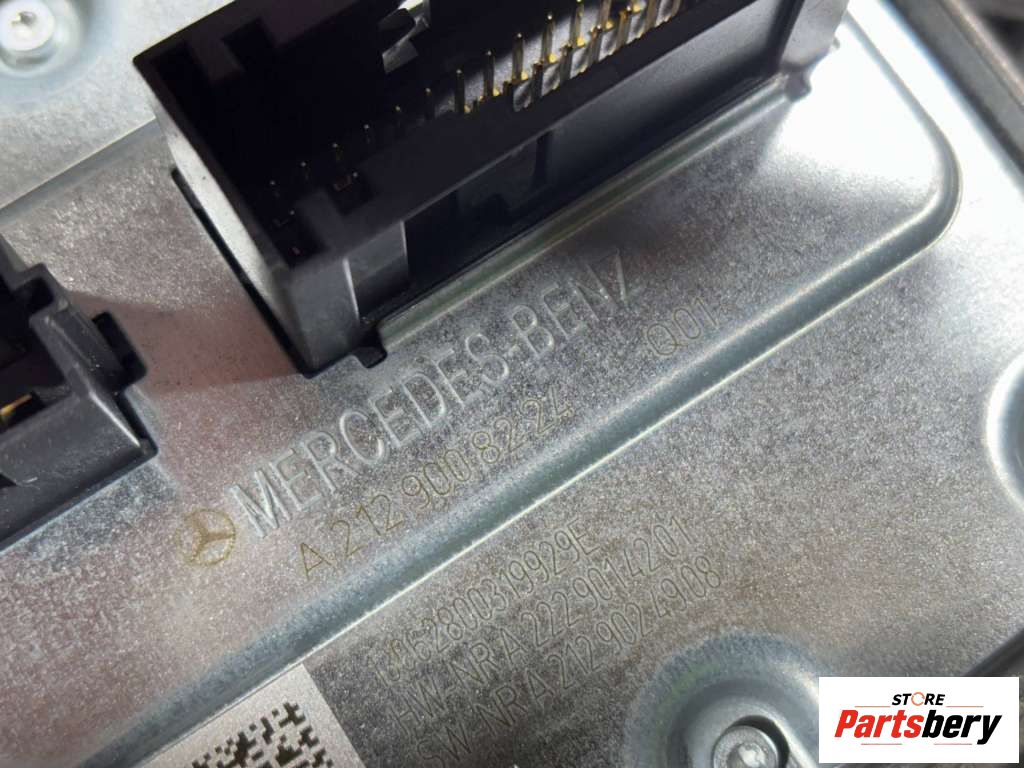 MERCEDES-BENZ
A 212 900 82 24 Q01
HW-NR A 222 901 42 01
SW-NR A 212 902 49 08
STORE
Partsbery